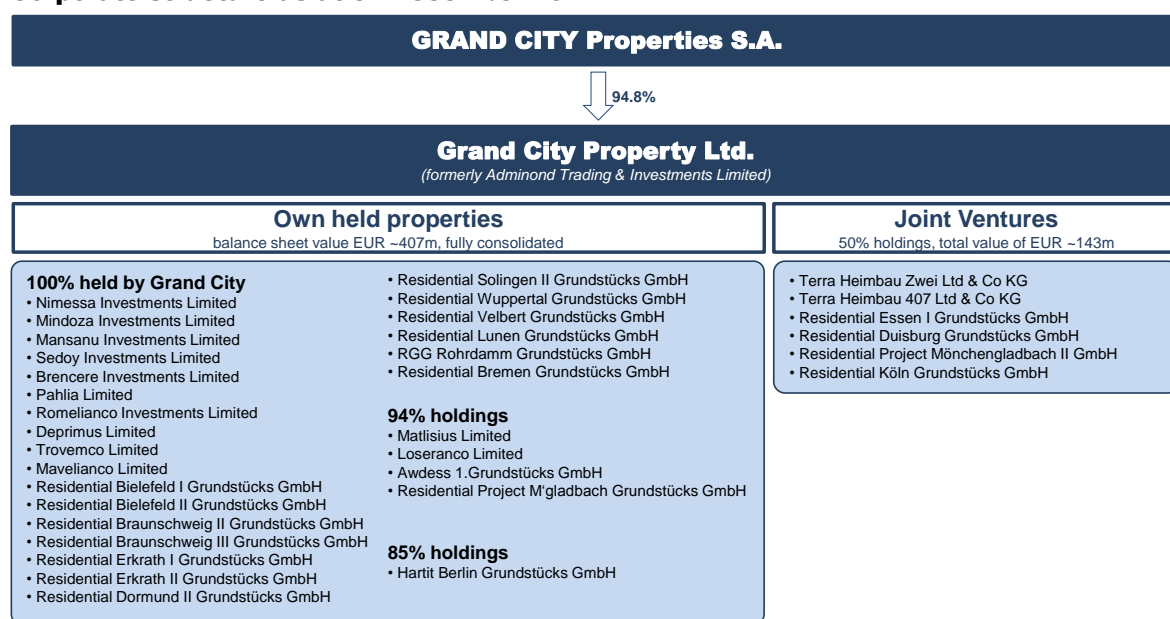 GRAND CITY Properties S.A.
94.8%
Grand City Property Ltd.
(formerly Adminond Trading & Investments Limited)
Own held properties
balance sheet value EUR ~407m, fully consolidated
Joint Ventures
50% holdings, total value of EUR ~143m
100% held by Grand City
• Nimessa Investments Limited
• Mindoza Investments Limited
• Mansanu Investments Limited
• Sedoy Investments Limited
• Brencere Investments Limited
• Pahlia Limited
• Romelianco Investments Limited
• Deprimus Limited
• Trovemco Limited
• Mavelianco Limited
• Residential Bielefeld I Grundstücks GmbH
• Residential Bielefeld II Grundstücks GmbH
• Residential Braunschweig II Grundstücks GmbH
• Residential Braunschweig III Grundstücks GmbH
• Residential Erkrath I Grundstücks GmbH
• Residential Erkrath II Grundstücks GmbH
• Residential Dormund II Grundstücks GmbH
• Residential Solingen II Grundstücks GmbH
• Residential Wuppertal Grundstücks GmbH
• Residential Velbert Grundstücks GmbH
• Residential Lunen Grundstücks GmbH
• RGG Rohrdamm Grundstücks GmbH
• Residential Bremen Grundstücks GmbH
94% holdings
• Matlisius Limited
• Loseranco Limited
• Awdess 1.Grundstücks GmbH
• Residential Project M'gladbach Grundstücks GmbH
85% holdings
• Hartit Berlin Grundstücks GmbH
• Terra Heimbau Zwei Ltd & Co KG
• Terra Heimbau 407 Ltd & Co KG
• Residential Essen I Grundstücks GmbH
• Residential Duisburg Grundstücks GmbH
• Residential Project Mönchengladbach II GmbH
• Residential Köln Grundstücks GmbH